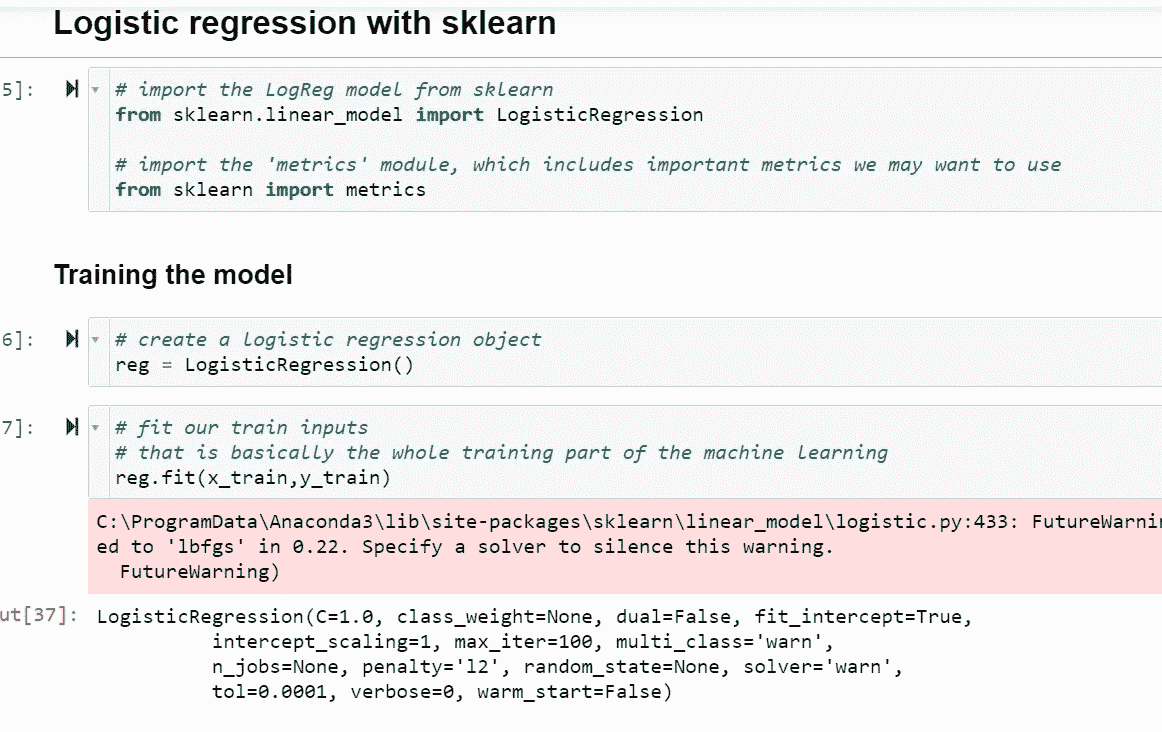 Logistic regression with sklearn
5]:
# import the LogReg model from sklearn
from sklearn.linear_model import LogisticRegression
# import the 'metrics' module, which includes important metrics we may want to use
from sklearn import metrics
Training the model
6]:
# create a logistic regression object
reg = LogisticRegression()
7]:
# fit our train inputs
# that is basically the whole training part of the machine learning
reg.fit(x_train,y_train)
C:\ProgramData\Anaconda3\lib\site-packages\sklearn\linear_model\logistic.py:433: FutureWarnin
ed to 'lbfgs' in 0.22. Specify a solver to silence this warning.
FutureWarning)
ut[37]:
LogisticRegression(C=1.0, class_weight=None, dual=False, fit_intercept=True,
intercept_scaling=1, max_iter=100, multi_class='warn',
n_jobs=None, penalty='l2', random_state=None, solver='warn',
tol=0.0001, verbose=0, warm_start=False)